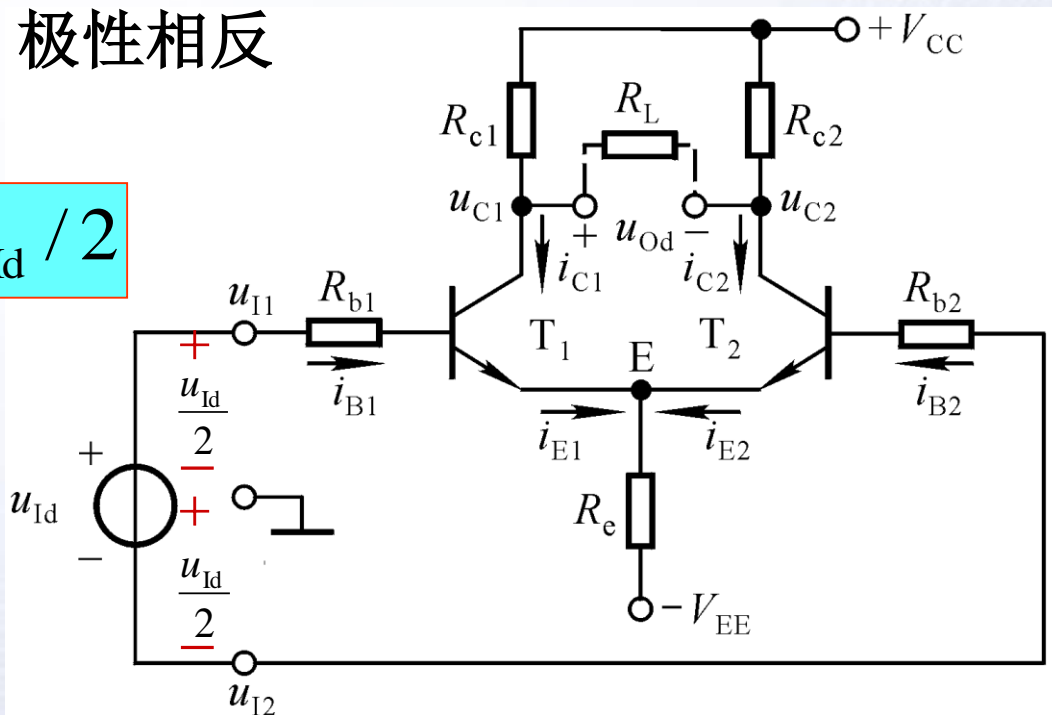 极性相反
+V_CC
R_L
R_c1
R_c2
u_C1
u_C2
+ u_Od −
/2
i_C1
i_C2
u_I1
R_b1
R_b2
T_1
T_2
E
+
i_B1
i_B2
u_Id/2
i_E1
i_E2
+
−
+
u_Id
R_e
−
u_Id/2
−V_EE
−
u_I2